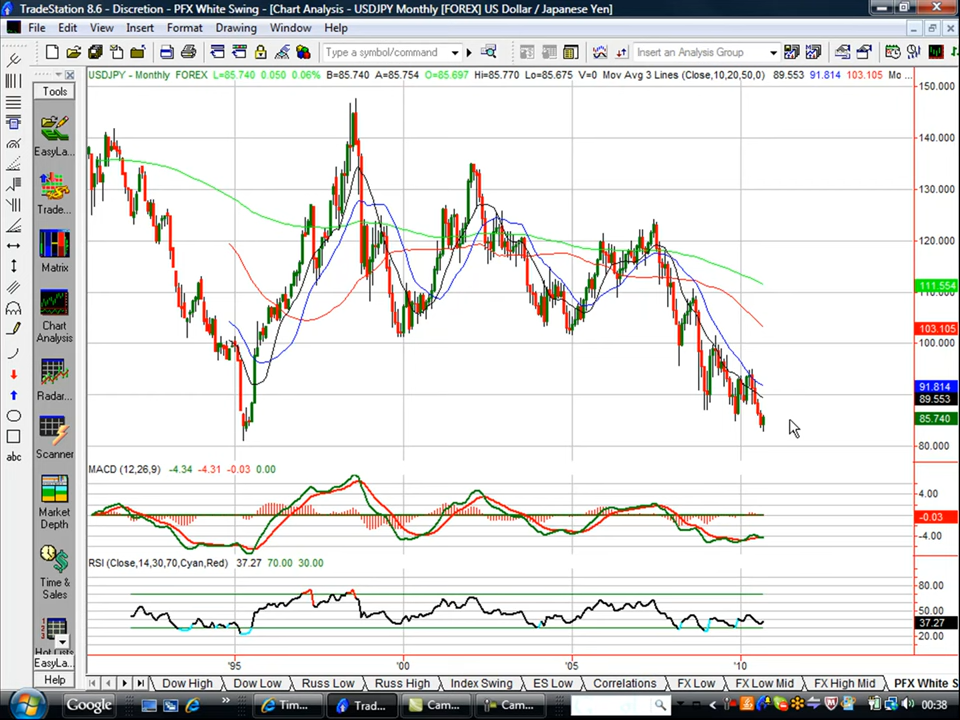 TradeStation 8.6 - Discretion - PFX White Swing - [Chart Analysis - USDJPY Monthly [FOREX] US Dollar / Japanese Yen]
File Edit View Insert Format Drawing Window Help
Type a symbol/command
Insert an Analysis Group
USDJPY - Monthly FOREX L=85.740 0.050 0.06% B=85.740 A=85.754 O=85.697 Hi=85.770 Lo=85.675 V=0 Mov Avg 3 Lines (Close,10,20,50,0) 89.553 91.814 103.105 Mo ...
Tools
EasyLa...
Trade...
Matrix
Chart
Analysis
Radar...
Scanner
Market
Depth
Time &
Sales
Hot
Lists
EasyLa...
Help
abc
150.000
140.000
130.000
120.000
111.554
110.000
103.105
100.000
91.814
89.553
85.740
80.000
MACD (12,26,9) -4.34 -4.31 -0.03 0.00
4.00
-0.03
-4.00
RSI (Close,14,30,70,Cyan,Red) 37.27 70.00 30.00
80.00
50.00
37.27
20.00
'95 '00 '05 '10
Dow High Dow Low Russ Low Russ High Index Swing ES Low Correlations FX Low FX Low Mid FX High Mid PFX White S
Google
Tim...
Trad...
Cam...
Cam...
00:38